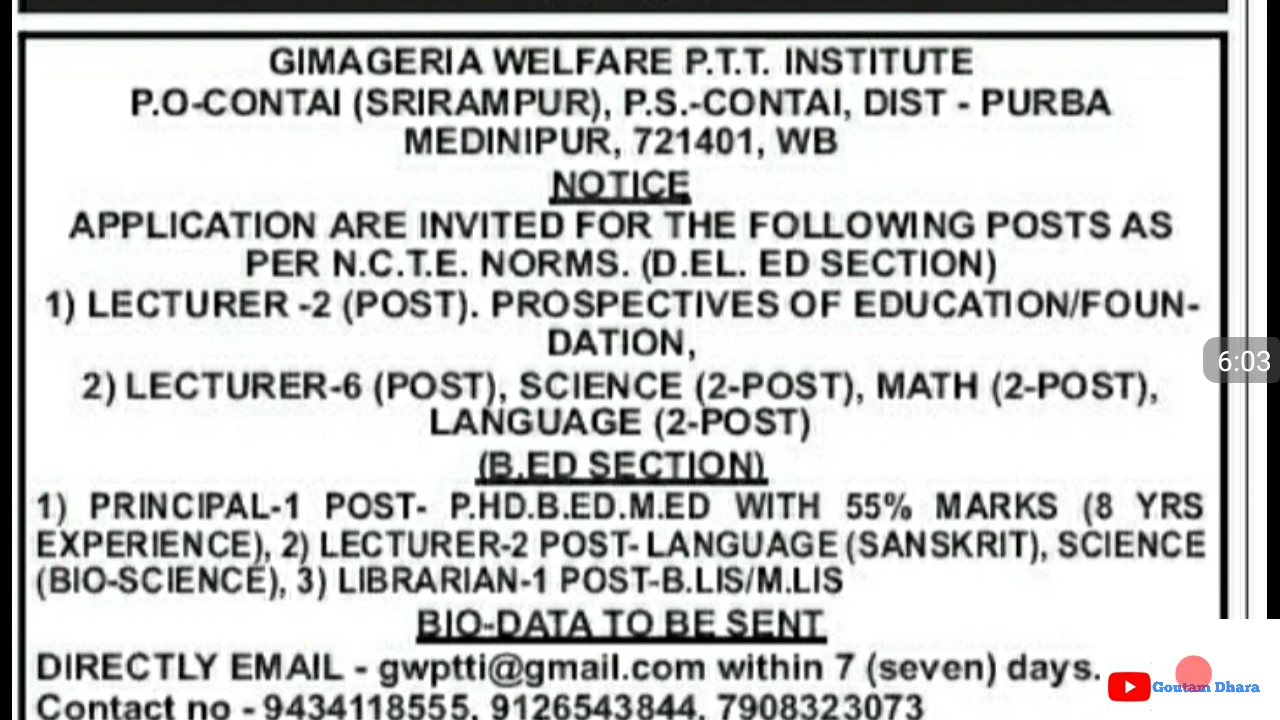 GIMAGERIA WELFARE P.T.T. INSTITUTE
P.O-CONTAI (SRIRAMPUR), P.S.-CONTAI, DIST - PURBA
MEDINIPUR, 721401, WB
NOTICE
APPLICATION ARE INVITED FOR THE FOLLOWING POSTS AS
PER N.C.T.E. NORMS. (D.EL. ED SECTION)
1) LECTURER -2 (POST). PROSPECTIVES OF EDUCATION/FOUN-
DATION,
2) LECTURER-6 (POST), SCIENCE (2-POST), MATH (2-POST),
LANGUAGE (2-POST)
(B.ED SECTION)
1) PRINCIPAL-1 POST- P.HD.B.ED.M.ED WITH 55% MARKS (8 YRS
EXPERIENCE), 2) LECTURER-2 POST- LANGUAGE (SANSKRIT), SCIENCE
(BIO-SCIENCE), 3) LIBRARIAN-1 POST-B.LIS/M.LIS
BIO-DATA TO BE SENT
DIRECTLY EMAIL - gwptti@gmail.com within 7 (seven) days.
Contact no - 9434118555, 9126543844, 7908323073
6:03
Goutam Dhara